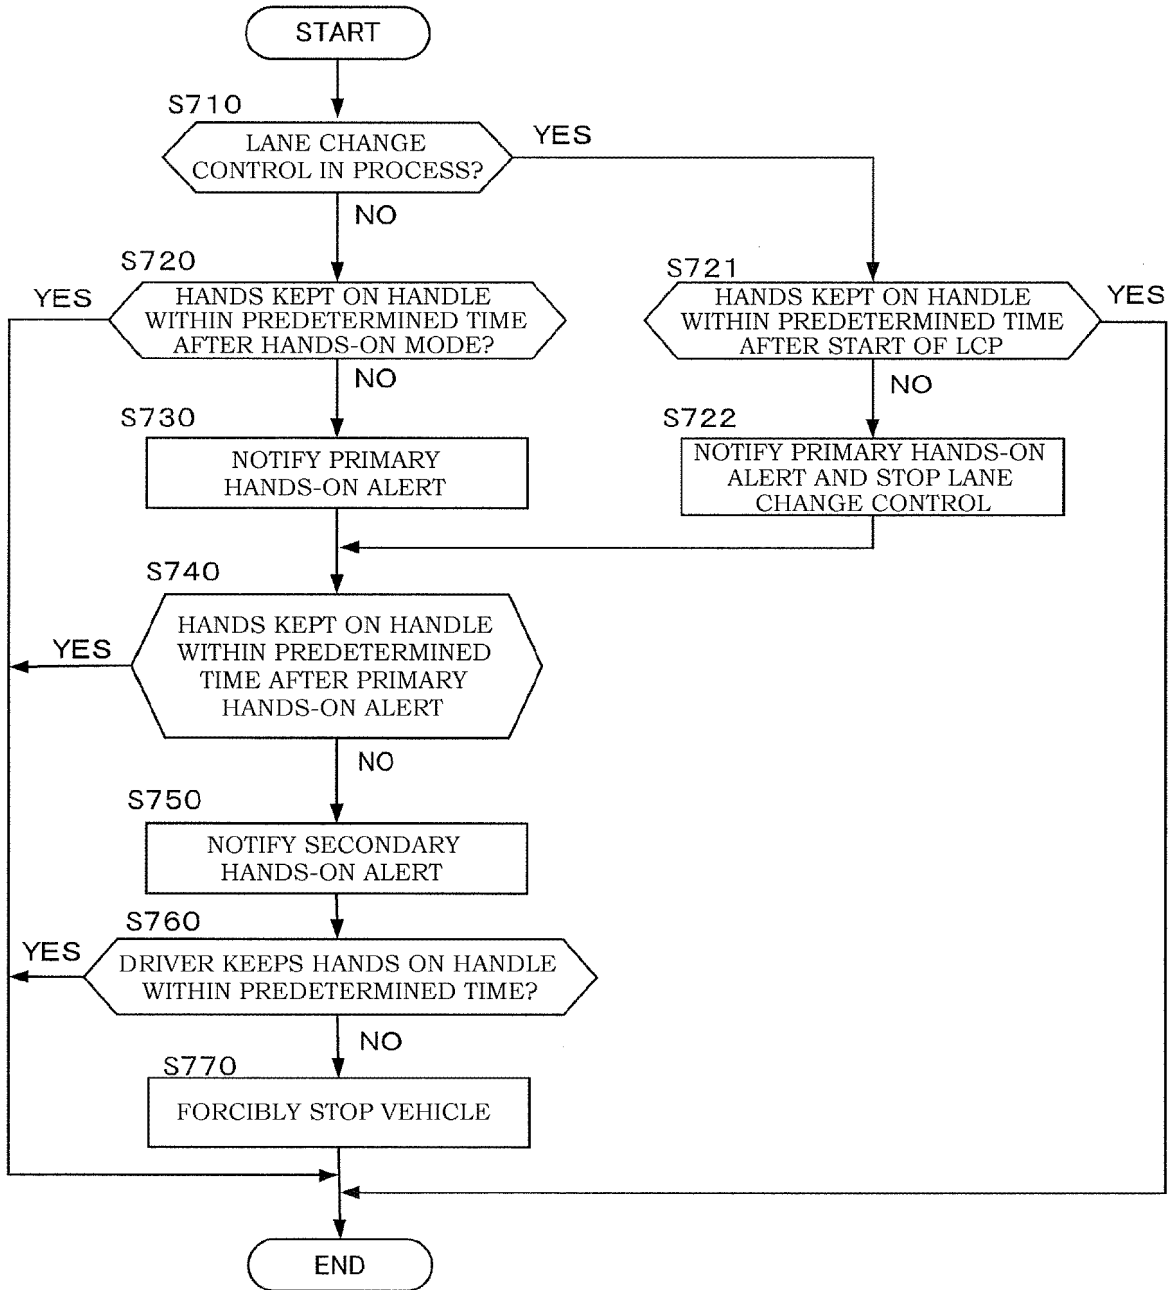 START
S710
LANE CHANGE
CONTROL IN PROCESS?
YES
NO
S720
YES
HANDS KEPT ON HANDLE
WITHIN PREDETERMINED TIME
AFTER HANDS-ON MODE?
NO
S721
HANDS KEPT ON HANDLE
WITHIN PREDETERMINED TIME
AFTER START OF LCP
YES
NO
S730
NOTIFY PRIMARY
HANDS-ON ALERT
S722
NOTIFY PRIMARY HANDS-ON
ALERT AND STOP LANE
CHANGE CONTROL
S740
YES
HANDS KEPT ON HANDLE
WITHIN PREDETERMINED
TIME AFTER PRIMARY
HANDS-ON ALERT
NO
S750
NOTIFY SECONDARY
HANDS-ON ALERT
S760
YES
DRIVER KEEPS HANDS ON HANDLE
WITHIN PREDETERMINED TIME?
NO
S770
FORCIBLY STOP VEHICLE
END